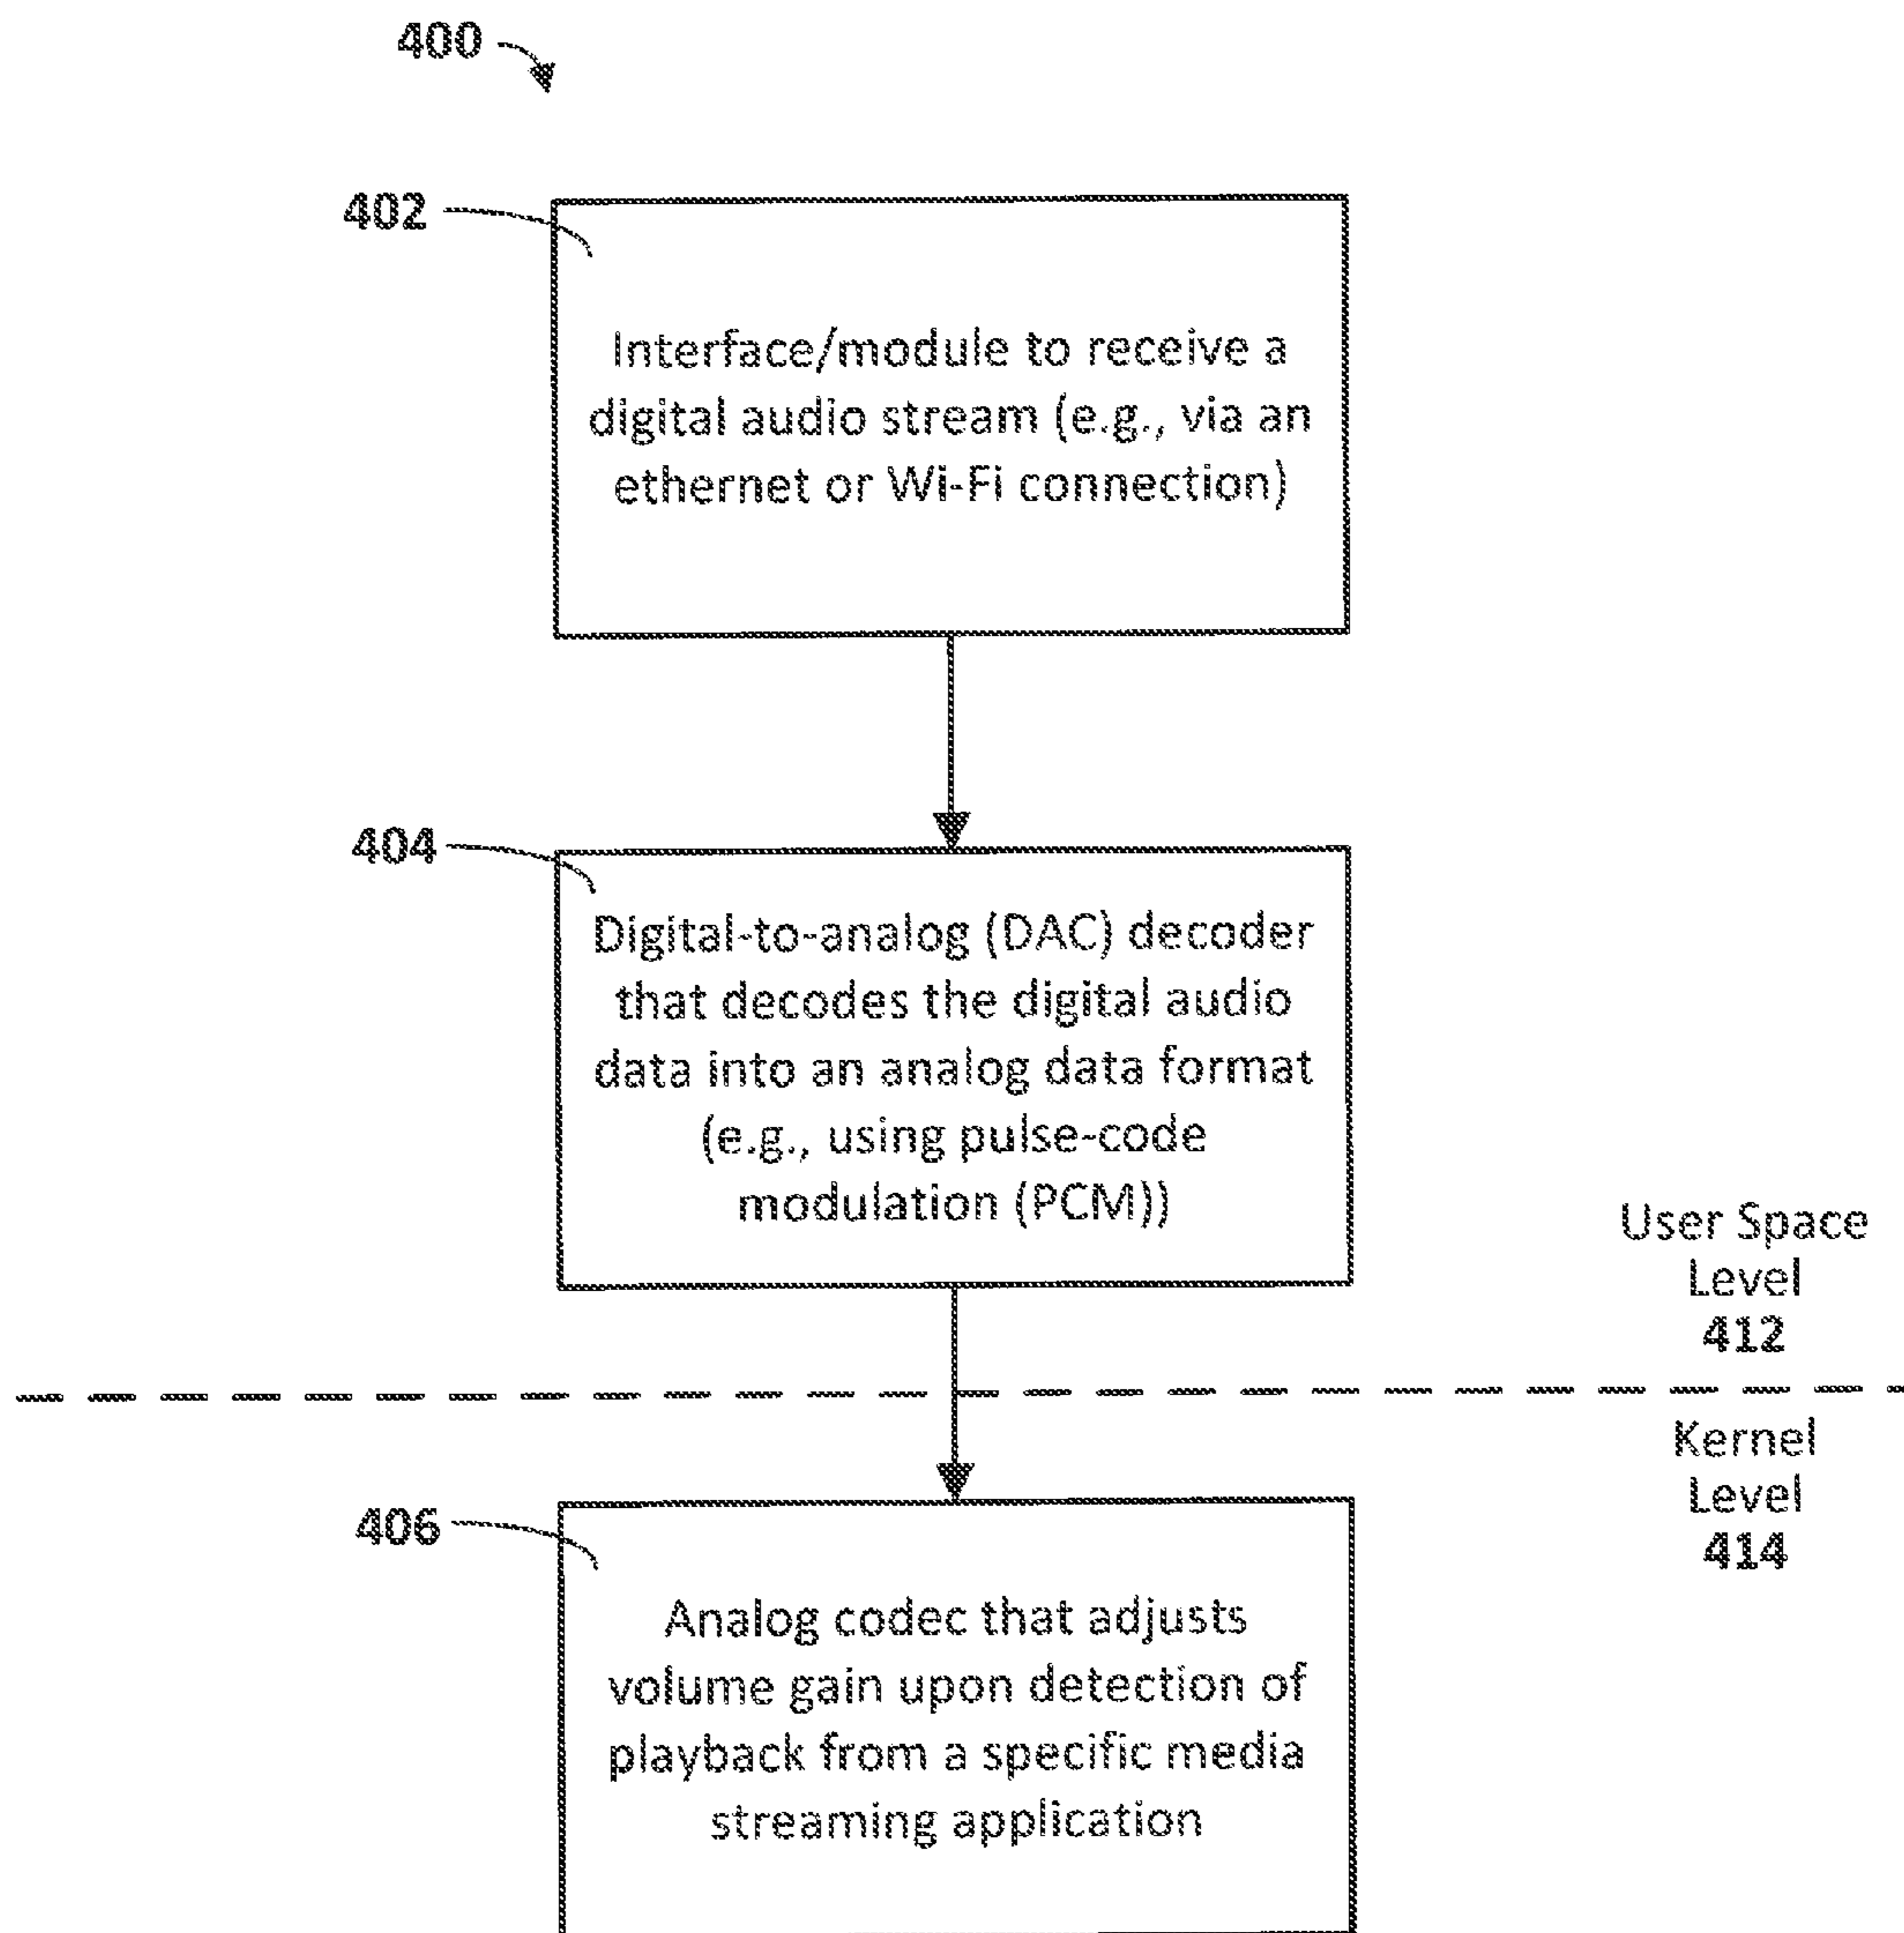 400
402
Interface/module to receive a
digital audio stream (e.g., via an
ethernet or Wi-Fi connection)
404
Digital-to-analog (DAC) decoder
that decodes the digital audio
data into an analog data format
(e.g., using pulse-code
modulation (PCM))
User Space
Level
412
Kernel
Level
414
406
Analog codec that adjusts
volume gain upon detection of
playback from a specific media
streaming application